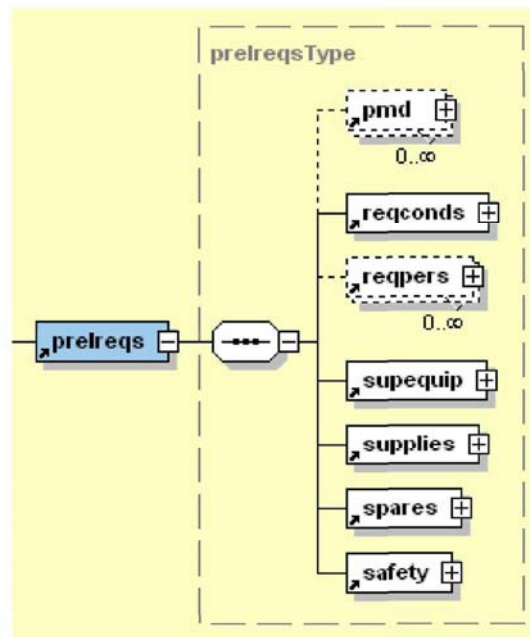 prelreqsType
pmd
0..∞
reqconds
reqpers
0..∞
prelreqs
supequip
supplies
spares
safety